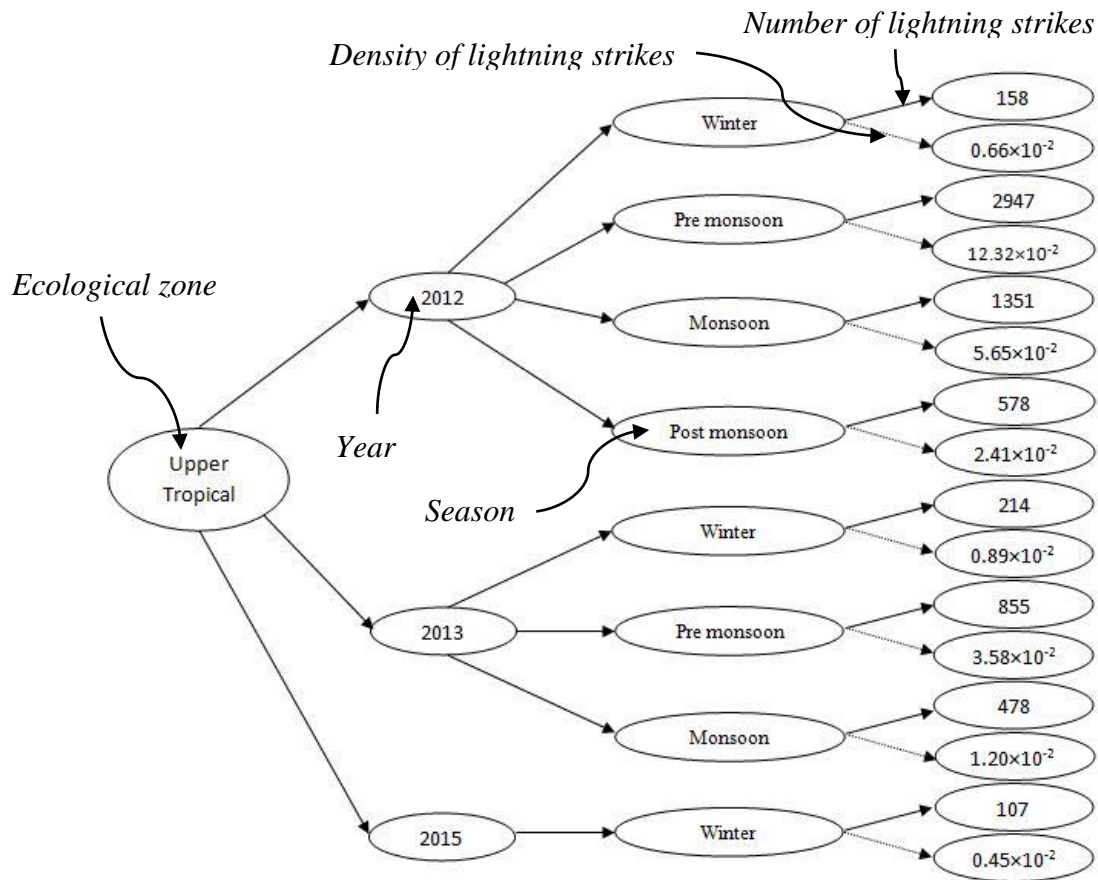 Number of lightning strikes
Density of lightning strikes
158
Winter
0.66×10⁻²
2947
Pre monsoon
12.32×10⁻²
Ecological zone
2012
1351
Monsoon
5.65×10⁻²
578
Year
Post monsoon
2.41×10⁻²
Upper
Tropical
Season
214
Winter
0.89×10⁻²
855
2013
Pre monsoon
3.58×10⁻²
478
Monsoon
1.20×10⁻²
107
2015
Winter
0.45×10⁻²